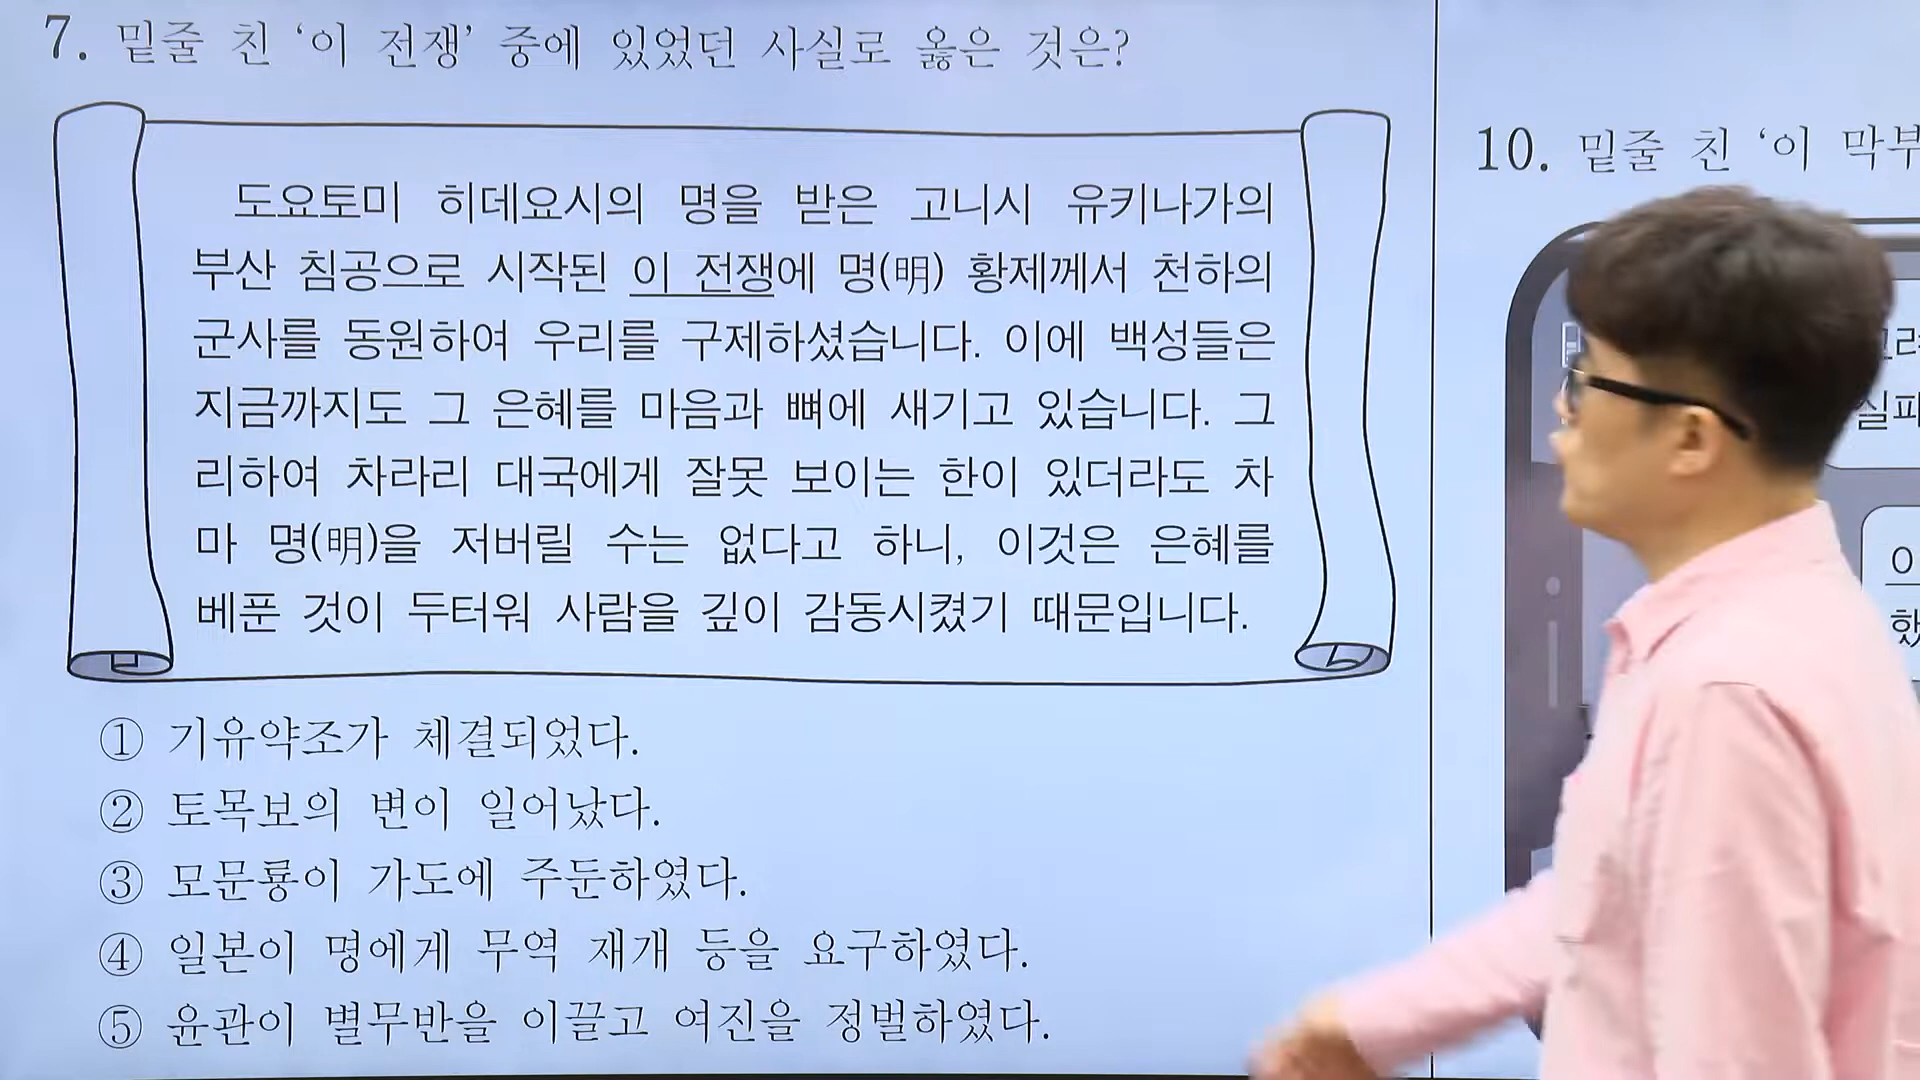 7. 밑줄 친 ‘이 전쟁’ 중에 있었던 사실로 옳은 것은?
도요토미 히데요시의 명을 받은 고니시 유키나가의
부산 침공으로 시작된 이 전쟁에 명(明) 황제께서 천하의
군사를 동원하여 우리를 구제하셨습니다. 이에 백성들은
지금까지도 그 은혜를 마음과 뼈에 새기고 있습니다. 그
리하여 차라리 대국에게 잘못 보이는 한이 있더라도 차
마 명(明)을 저버릴 수는 없다고 하니, 이것은 은혜를
베푼 것이 두터워 사람을 깊이 감동시켰기 때문입니다.
① 기유약조가 체결되었다.
② 토목보의 변이 일어났다.
③ 모문룡이 가도에 주둔하였다.
④ 일본이 명에게 무역 재개 등을 요구하였다.
⑤ 윤관이 별무반을 이끌고 여진을 정벌하였다.
10. 밑줄 친 ‘이 막부
이
했